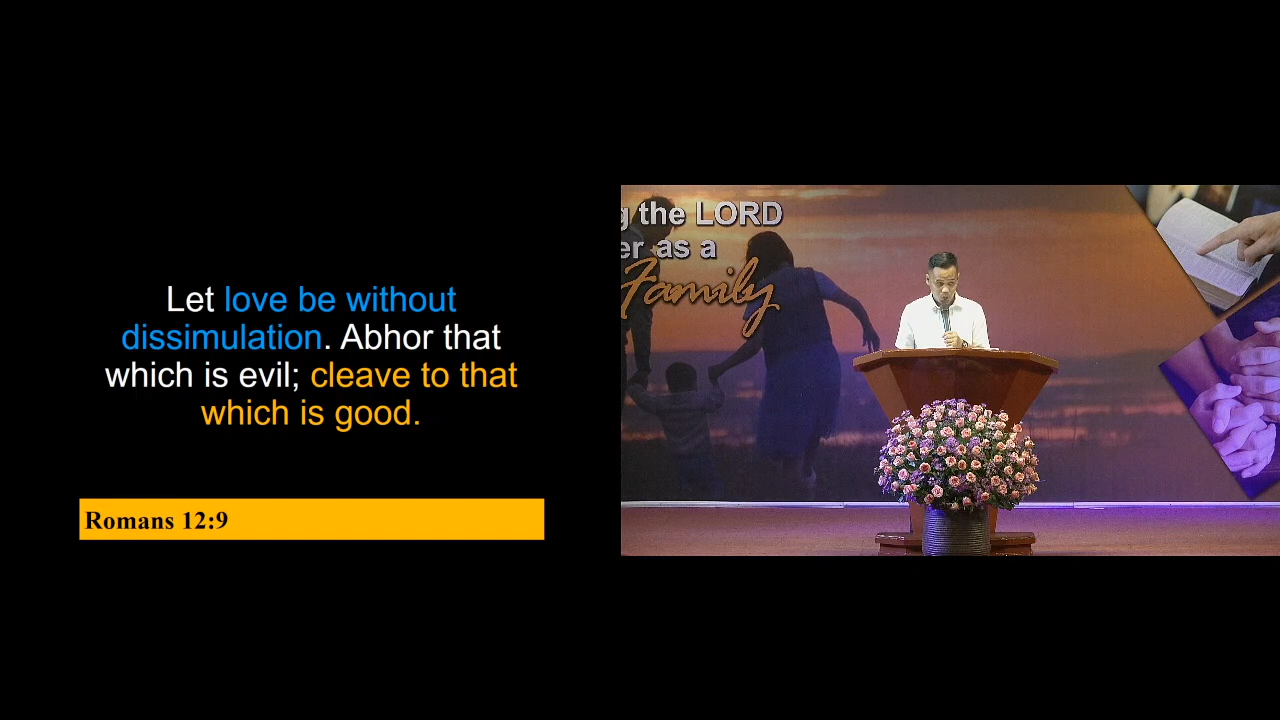 Let love be without
dissimulation. Abhor that
which is evil; cleave to that
which is good.
Romans 12:9
g the LORD
er as a
Family